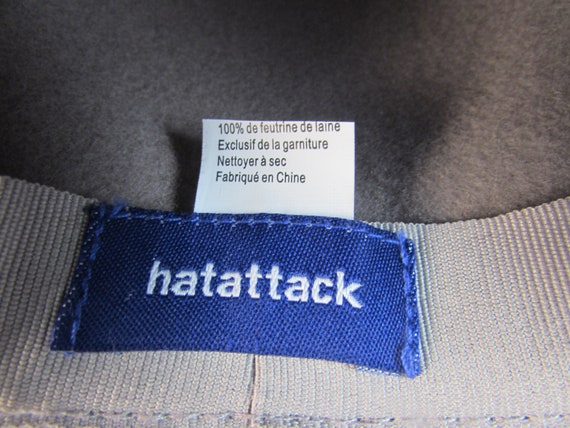 100% de feutrine de laine
Exclusif de la garniture
Nettoyer à sec
Fabriqué en Chine
hatattack